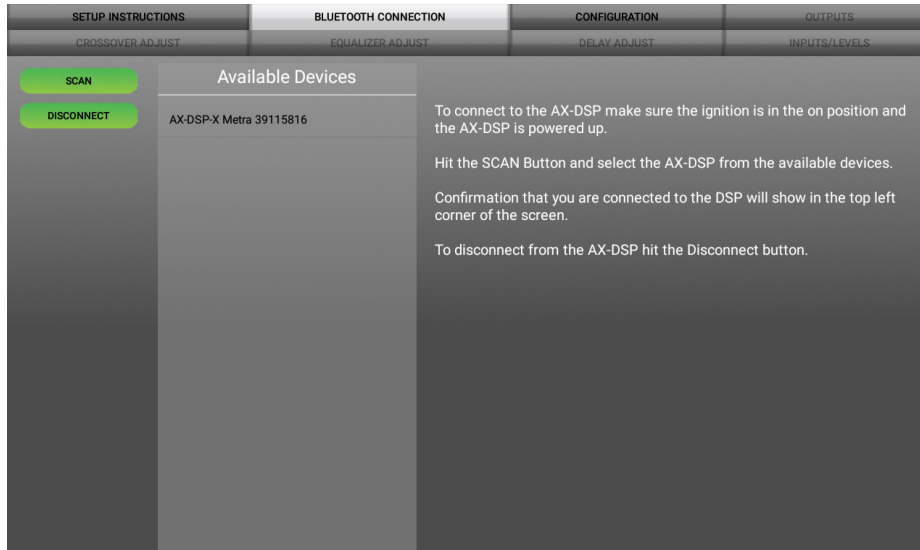 SETUP INSTRUCTIONS
BLUETOOTH CONNECTION
CONFIGURATION
OUTPUTS
CROSSOVER ADJUST
EQUALIZER ADJUST
DELAY ADJUST
INPUTS/LEVELS
SCAN
DISCONNECT
Available Devices
AX-DSP-X Metra 39115816
To connect to the AX-DSP make sure the ignition is in the on position and
the AX-DSP is powered up.
Hit the SCAN Button and select the AX-DSP from the available devices.
Confirmation that you are connected to the DSP will show in the top left
corner of the screen.
To disconnect from the AX-DSP hit the Disconnect button.